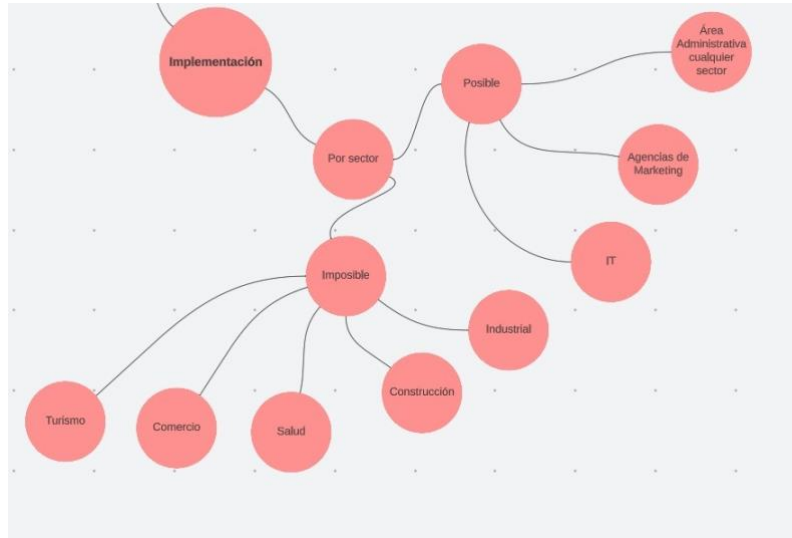 Implementación
Por sector
Posible
Área
Administrativa
cualquier
sector
Agencias de
Marketing
IT
Imposible
Industrial
Construcción
Salud
Comercio
Turismo